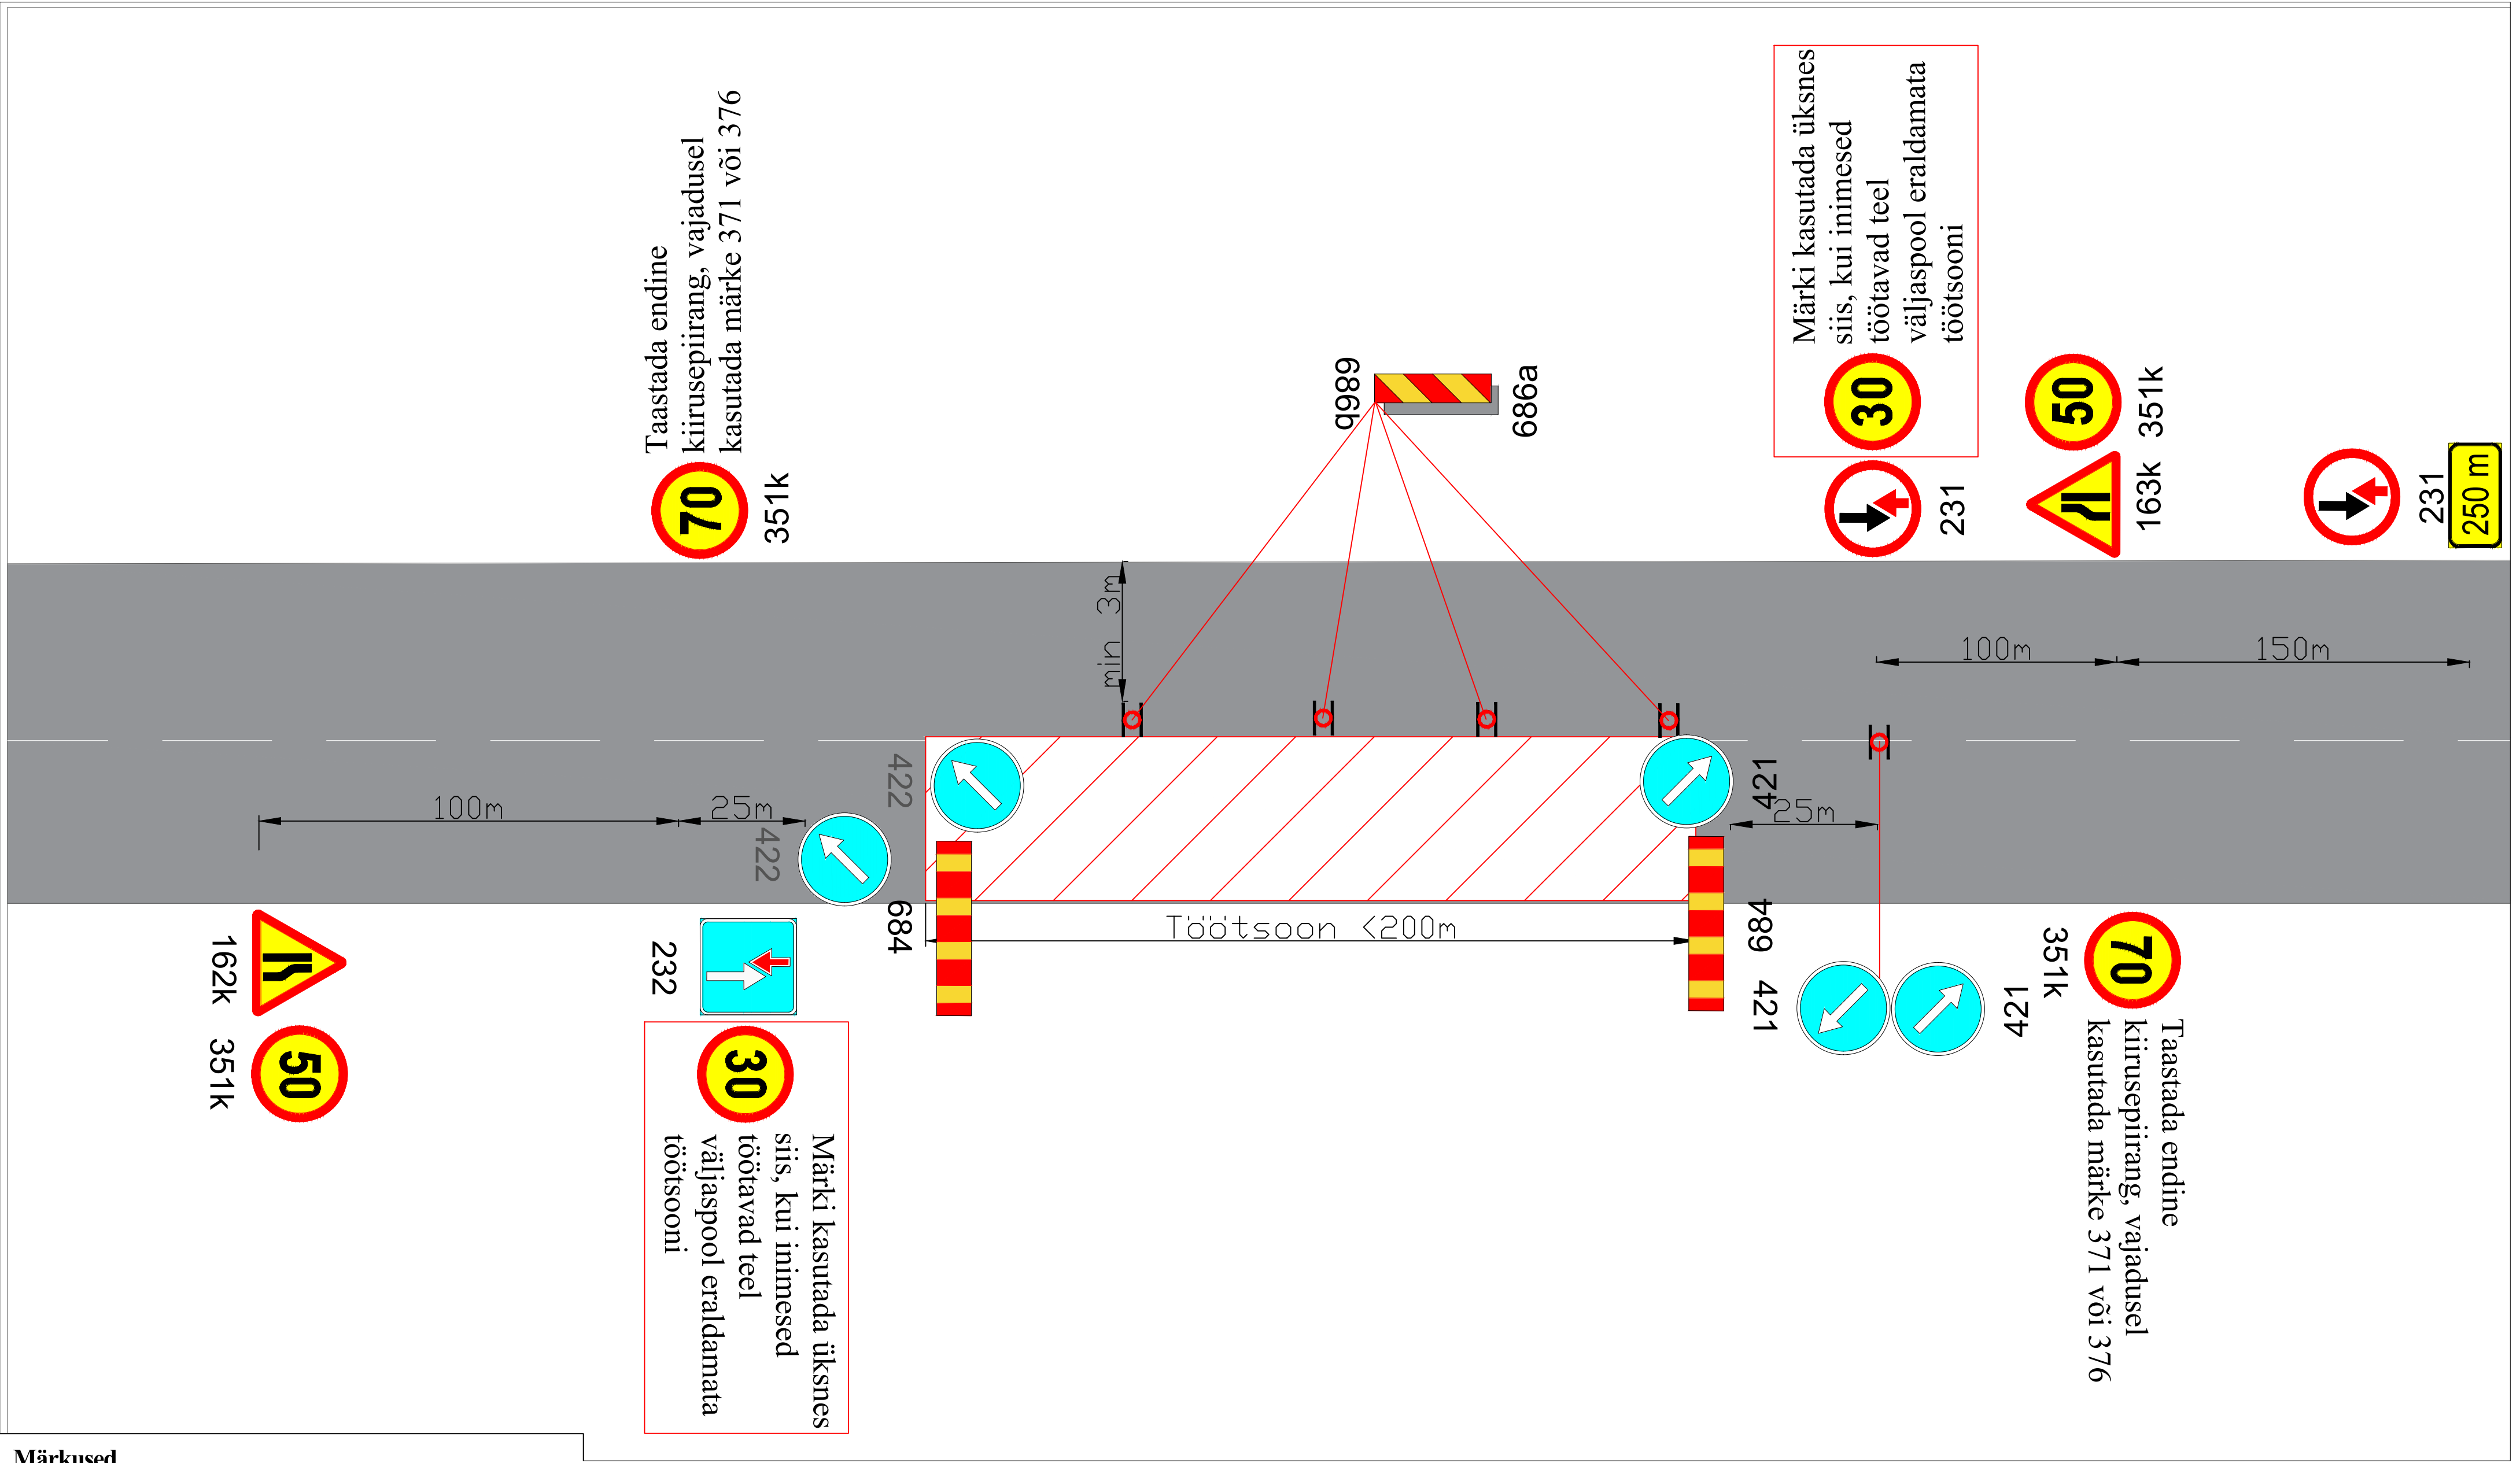 Taastada endine
kiirusepiirang, vajadusel
kasutada märke 371 või 376
70
351k
686b
686a
Märki kasutada üksnes
siis, kui inimesed
töötavad teel
väljaspool eraldamata
töötsooni
30
231
50
351k
163k
231
250 m
min 3m
100m
150m
100m
25m
422
422
421
25m
684
Töötsoon <200m
684
421
421
162k
351k
50
232
30
Märki kasutada üksnes
siis, kui inimesed
töötavad teel
väljaspool eraldamata
töötsooni
351k
70
Taastada endine
kiirusepiirang, vajadusel
kasutada märke 371 või 376
Märkused